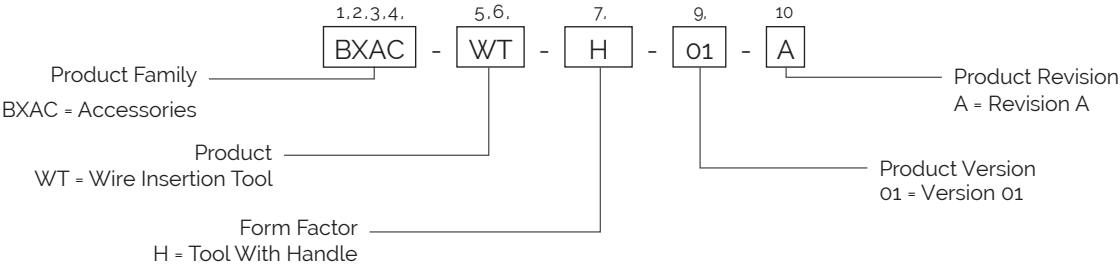 1,2,3,4, 5,6, 7, 9, 10
BXAC - WT - H - 01 - A
Product Family
BXAC = Accessories
Product Revision
A = Revision A
Product
WT = Wire Insertion Tool
Product Version
01 = Version 01
Form Factor
H = Tool With Handle